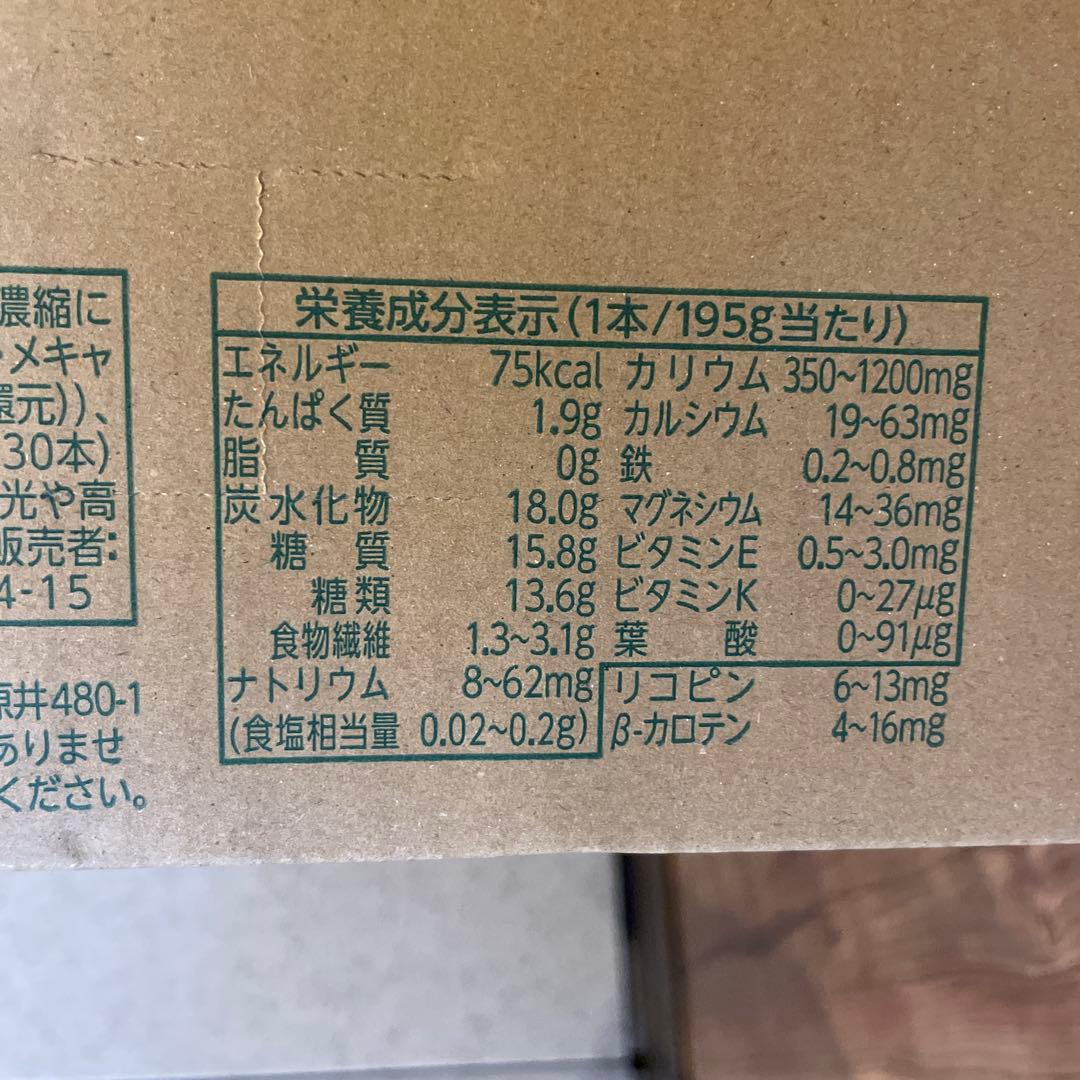 濃縮に
・メキャ
還元))、
30本)
光や高
販売者:
4-15
原井480-1
ありませ
ください。
栄養成分表示(1本/195g当たり)
エネルギー 75kcal
たんぱく質 1.9g
脂質 0g
炭水化物 18.0g
糖質 15.8g
糖類 13.6g
食物繊維 1.3~3.1g
ナトリウム 8~62mg
(食塩相当量 0.02~0.2g)
カリウム 350~1200mg
カルシウム 19~63mg
鉄 0.2~0.8mg
マグネシウム 14~36mg
ビタミンE 0.5~3.0mg
ビタミンK 0~27μg
葉酸 0~91μg
リコピン 6~13mg
β-カロテン 4~16mg